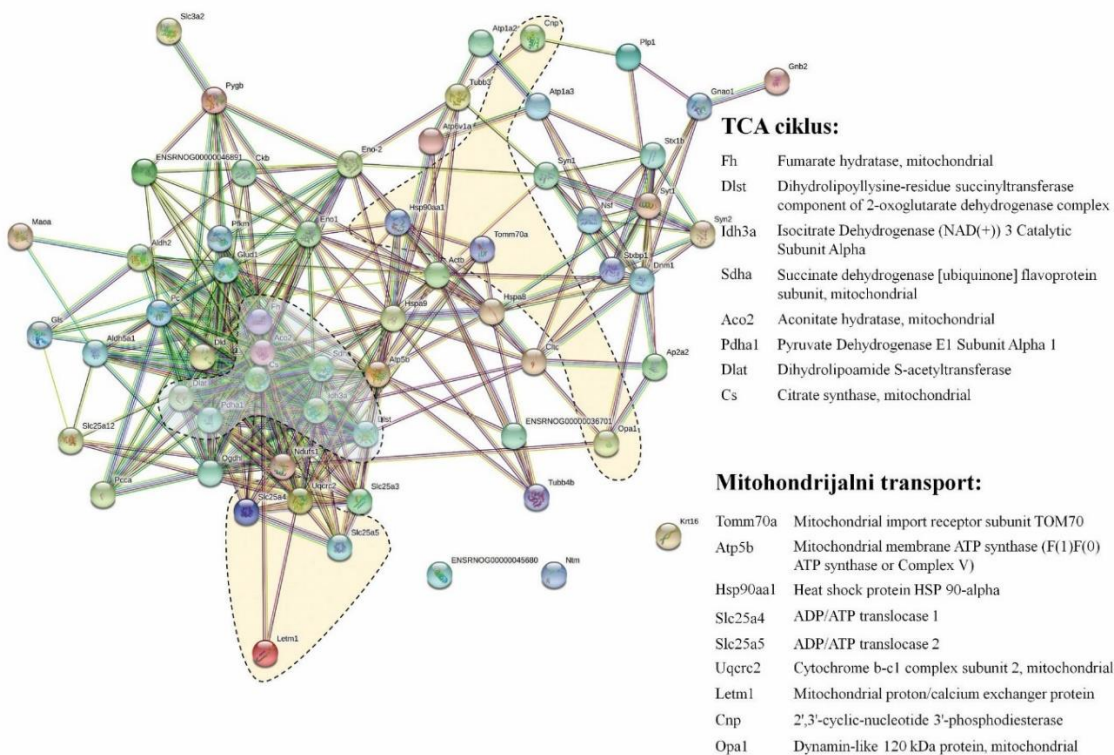 Slc3a2
Atp1a2
Cnp
Plp1
Gnb2
Pygb
Tubb3
Atp1a3
Gnao1
Atp6v1a
ENSRNOG00000046891
Ckb
Eno-2
Stx1b
Syn1
Syt1
Maea
Pfkm
Eno1
Hsp90aa1
Nsf
Syn2
Aldh2
Glud1
Tomm70a
Actb
Stxbp1
Dnm1
Pc
Hspa9
Hspa8
Gls
Fh
Aldh5a1
Dld
Aco2
Cs
Atp5b
Cltc
Ap2a2
Dlat
Idh3a
Pdha1
Dlst
Slc25a12
ENSRNOG00000036701
Opa1
Ogdh
Ndufs1
Pcca
Slc25a4
Uqcrc2
Slc25a3
Tubb4b
Slc25a5
Krt16
ENSRNOG00000045680
Ntm
Letm1
TCA ciklus:
Fh Fumarate hydratase, mitochondrial
Dlst Dihydrolipoyllysine-residue succinyltransferase
component of 2-oxoglutarate dehydrogenase complex
Idh3a Isocitrate Dehydrogenase (NAD(+)) 3 Catalytic
Subunit Alpha
Sdha Succinate dehydrogenase [ubiquinone] flavoprotein
subunit, mitochondrial
Aco2 Aconitate hydratase, mitochondrial
Pdha1 Pyruvate Dehydrogenase E1 Subunit Alpha 1
Dlat Dihydrolipoamide S-acetyltransferase
Cs Citrate synthase, mitochondrial
Mitohondrijalni transport:
Tomm70a Mitochondrial import receptor subunit TOM70
Atp5b Mitochondrial membrane ATP synthase (F(1)F(0)
ATP synthase or Complex V)
Hsp90aa1 Heat shock protein HSP 90-alpha
Slc25a4 ADP/ATP translocase 1
Slc25a5 ADP/ATP translocase 2
Uqcrc2 Cytochrome b-c1 complex subunit 2, mitochondrial
Letm1 Mitochondrial proton/calcium exchanger protein
Cnp 2',3'-cyclic-nucleotide 3'-phosphodiesterase
Opa1 Dynamin-like 120 kDa protein, mitochondrial